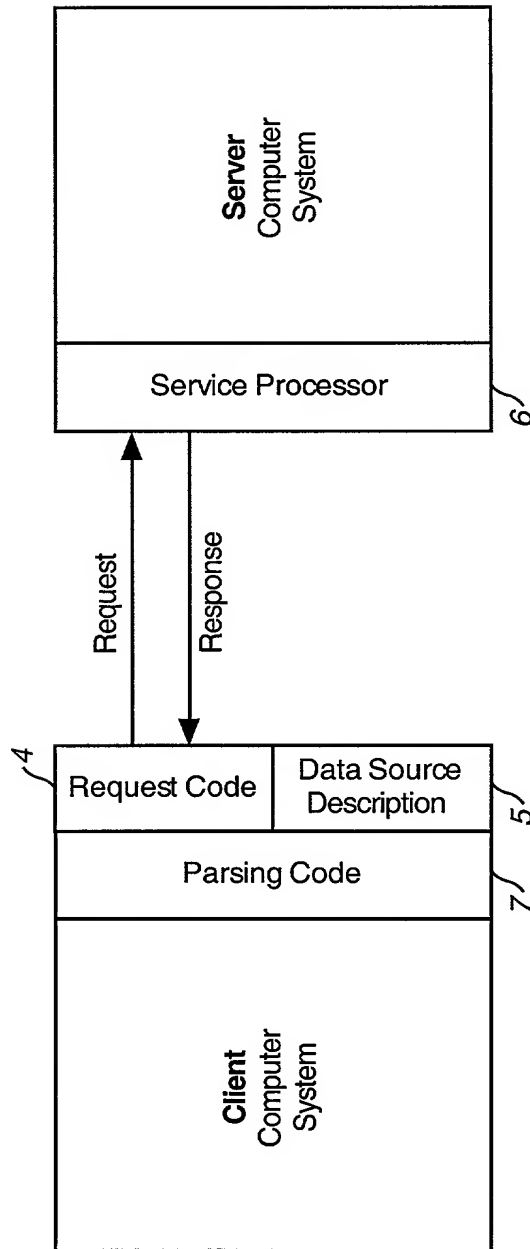 Client
Computer
System
Parsing Code
7
Request Code
4
Data Source
Description
5
Request
Response
Service Processor
6
Server
Computer
System